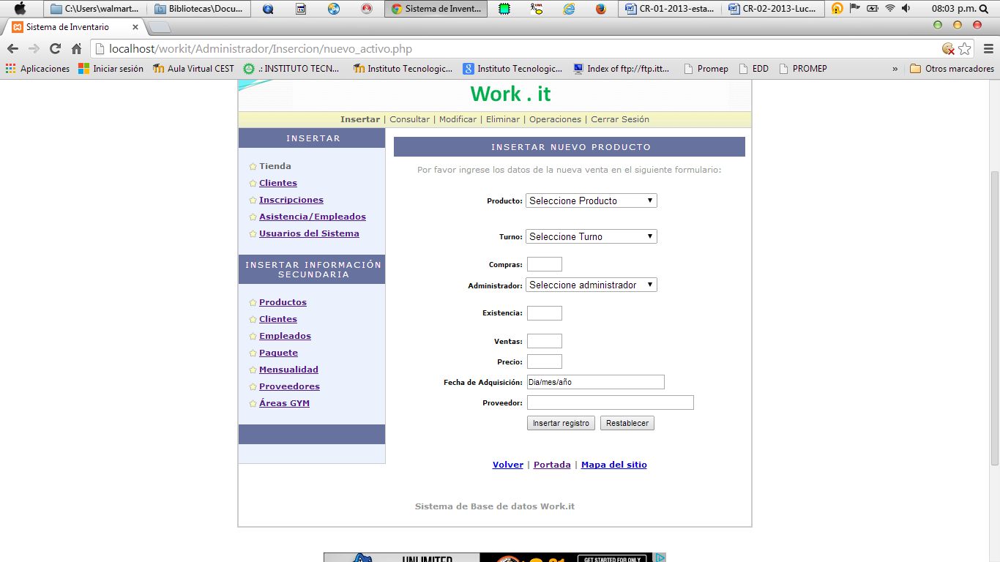 C:\Users\walmart... Bibliotecas\Docu... Sistema de Invent... UML CR-01-2013-esta... CR-02-2013-Luc... 08:03 p.m.
Sistema de Inventario
localhost/workit/Administrador/Insercion/nuevo_activo.php
Aplicaciones Iniciar sesión Aula Virtual CEST .: INSTITUTO TECN... Instituto Tecnologic... Instituto Tecnologic... Index of ftp://ftp.itt... Promep EDD PROMEP » Otros marcadores
Work . it
Insertar | Consultar | Modificar | Eliminar | Operaciones | Cerrar Sesión
INSERTAR
Tienda
Clientes
Inscripciones
Asistencia/Empleados
Usuarios del Sistema
INSERTAR INFORMACIÓN
SECUNDARIA
Productos
Clientes
Empleados
Paquete
Mensualidad
Proveedores
Áreas GYM
INSERTAR NUEVO PRODUCTO
Por favor ingrese los datos de la nueva venta en el siguiente formulario:
Producto: Seleccione Producto
Turno: Seleccione Turno
Compras:
Administrador: Seleccione administrador
Existencia:
Ventas:
Precio:
Fecha de Adquisición: Dia/mes/año
Proveedor:
Insertar registro Restablecer
Volver | Portada | Mapa del sitio
Sistema de Base de datos Work.it
UNLIMITED GET STARTED FOR ONLY